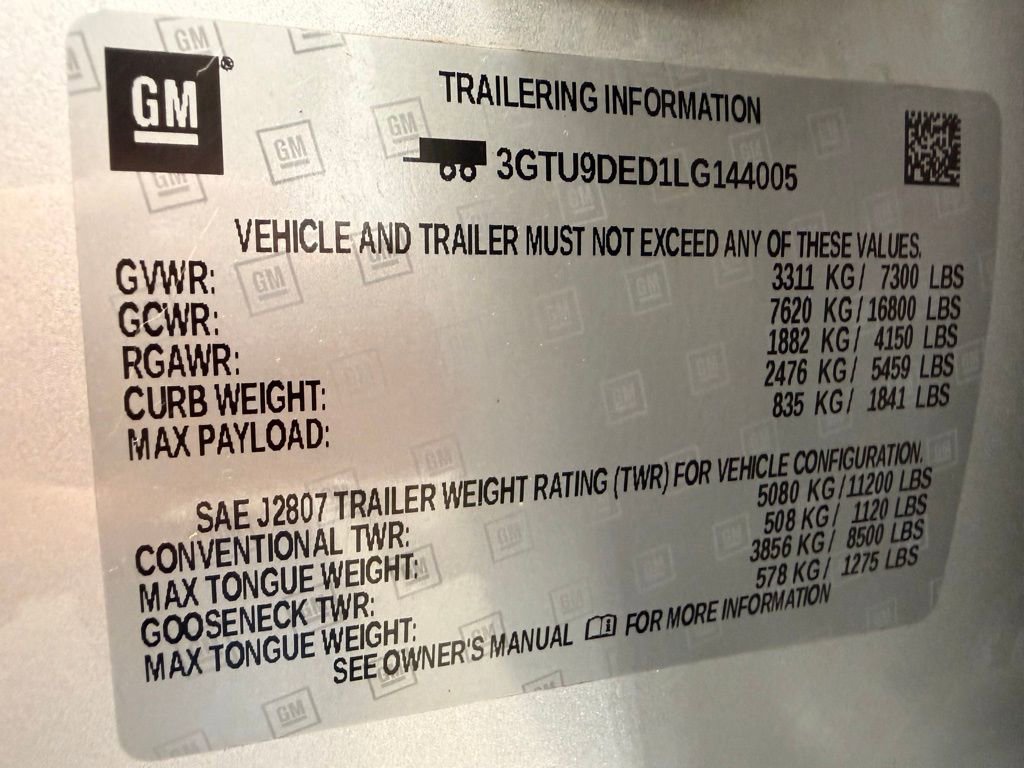 GM
TRAILERING INFORMATION
3GTU9DED1LG144005
VEHICLE AND TRAILER MUST NOT EXCEED ANY OF THESE VALUES.
GVWR: 3311 KG/ 7300 LBS
GCWR: 7620 KG/16800 LBS
RGAWR: 1882 KG/ 4150 LBS
CURB WEIGHT: 2476 KG/ 5459 LBS
MAX PAYLOAD: 835 KG/ 1841 LBS
SAE J2807 TRAILER WEIGHT RATING (TWR) FOR VEHICLE CONFIGURATION.
CONVENTIONAL TWR: 5080 KG/11200 LBS
MAX TONGUE WEIGHT: 508 KG/ 1120 LBS
GOOSENECK TWR: 3856 KG/ 8500 LBS
MAX TONGUE WEIGHT: 578 KG/ 1275 LBS
SEE OWNER'S MANUAL FOR MORE INFORMATION